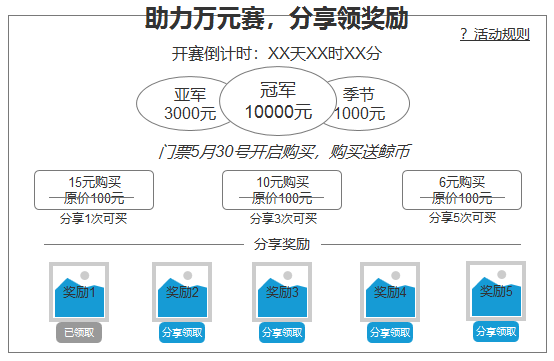 助力万元赛，分享领奖励
？活动规则
开赛倒计时：XX天XX时XX分
亚军
3000元
冠军
10000元
季节
1000元
门票5月30号开启购买，购买送鲸币
15元购买
原价100元
分享1次可买
10元购买
原价100元
分享3次可买
6元购买
原价100元
分享5次可买
分享奖励
奖励1
已领取
奖励2
分享领取
奖励3
分享领取
奖励4
分享领取
奖励5
分享领取